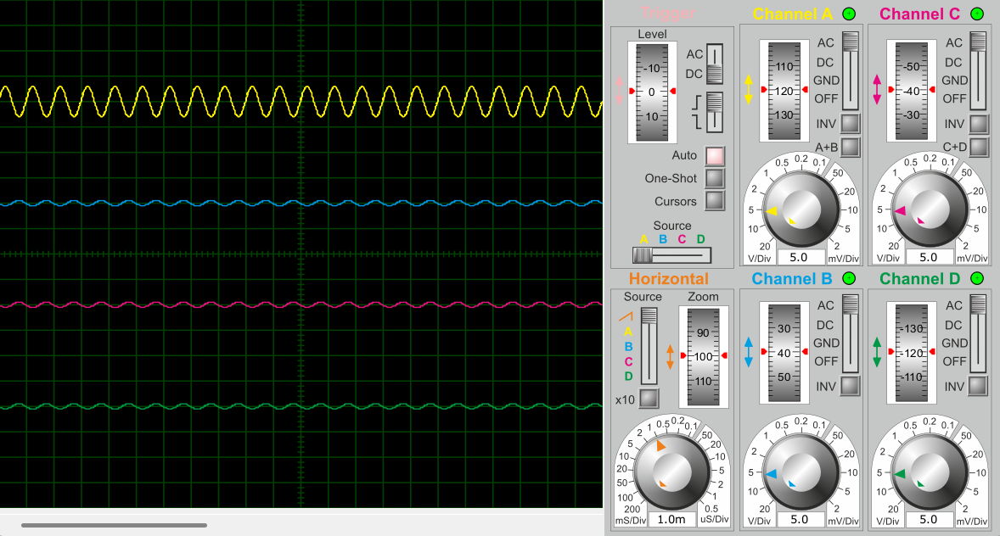 Trigger
Level
-10
0
10
AC
DC
Auto
One-Shot
Cursors
Source
A B C D
Channel A
110
120
130
AC
DC
GND
OFF
INV
A+B
20 10 5 2 1 0.5 0.2 0.1 50 20 10 5 2
V/Div 5.0 mV/Div
Channel C
-50
-40
-30
AC
DC
GND
OFF
INV
C+D
20 10 5 2 1 0.5 0.2 0.1 50 20 10 5 2
V/Div 5.0 mV/Div
Horizontal
Source
A
B
C
D
x10
Zoom
90
100
110
200 100 50 20 10 5 2 1 0.5 0.2 0.1 50 20 10 5 2 1 0.5
mS/Div 1.0m uS/Div
Channel B
30
40
50
AC
DC
GND
OFF
INV
20 10 5 2 1 0.5 0.2 0.1 50 20 10 5 2
V/Div 5.0 mV/Div
Channel D
-130
-120
-110
AC
DC
GND
OFF
INV
20 10 5 2 1 0.5 0.2 0.1 50 20 10 5 2
V/Div 5.0 mV/Div